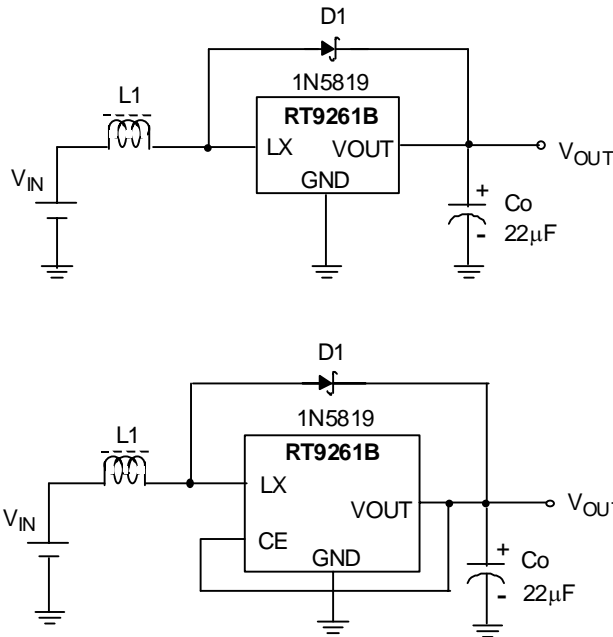 D1
1N5819
L1
RT9261B
LX
VOUT
V_IN
GND
V_OUT
+
Co
-
22µF
D1
1N5819
L1
RT9261B
LX
VOUT
V_IN
CE
GND
V_OUT
+
Co
-
22µF